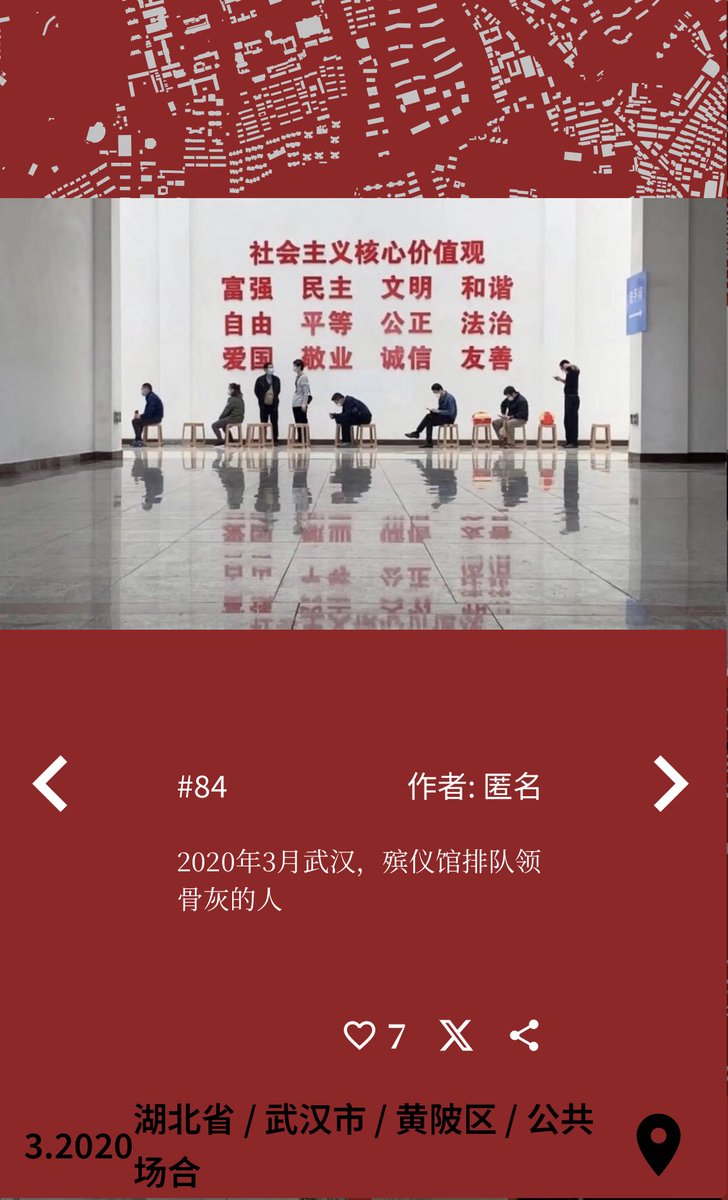 社会主义核心价值观
富强 民主 文明 和谐
自由 平等 公正 法治
爱国 敬业 诚信 友善
洗手间
#84 作者: 匿名
2020年3月武汉，殡仪馆排队领
骨灰的人
7
3.2020 湖北省 / 武汉市 / 黄陂区 / 公共
场合